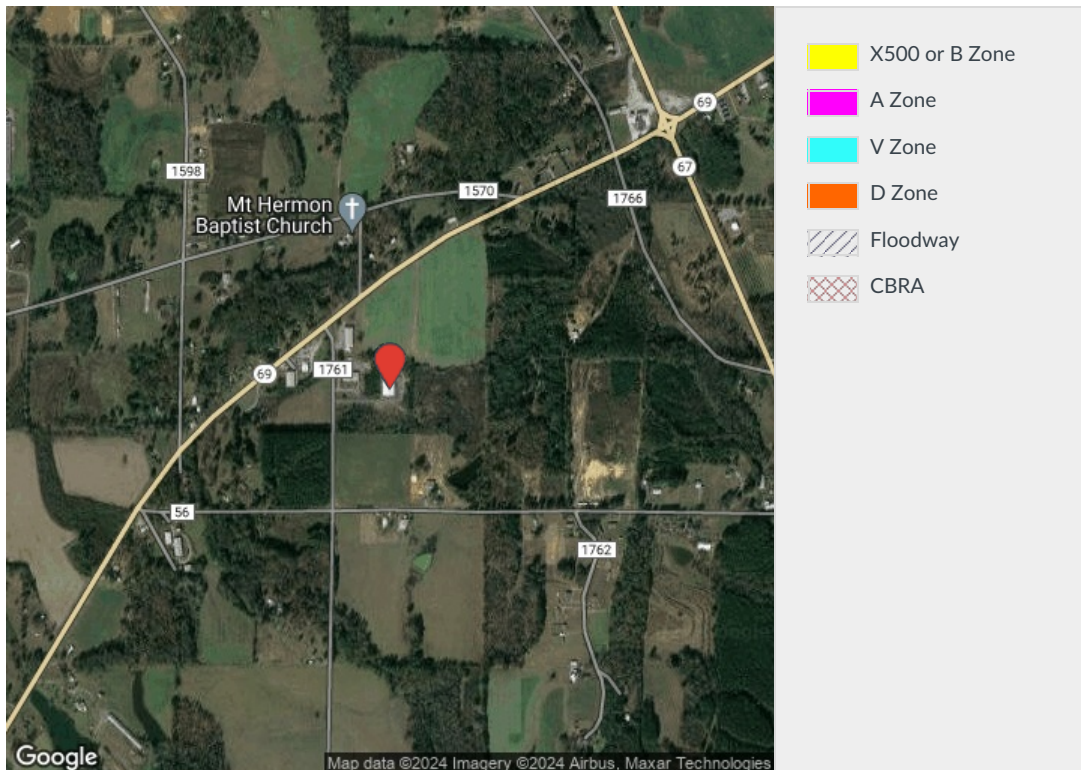 69
67
1598
1570
1766
Mt Hermon
Baptist Church
1761
69
56
1762
Google
Map data ©2024 Imagery ©2024 Airbus, Maxar Technologies
X500 or B Zone
A Zone
V Zone
D Zone
Floodway
CBRA